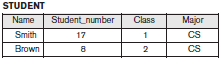 STUDENT
Name Student_number Class Major
Smith 17 1 CS
Brown 8 2 CS